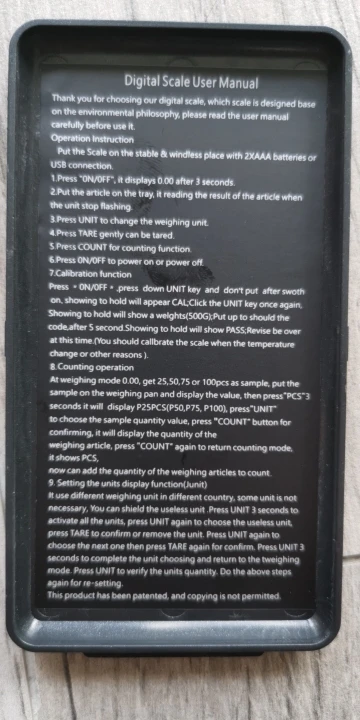 Digital Scale User Manual
Thank you for choosing our digital scale, which scale is designed base
on the environmental philosophy, please read the user manual
carefully before use it.
Operation Instruction
Put the Scale on the stable & windless place with 2XAAA batteries or
USB connection.
1.Press "ON/0FF", it displays 0.00 after 3 seconds.
2.Put the article on the tray, it reading the result of the article when
the unit stop flashing.
3.Press UNIT to change the weighing unit.
4.Press TARE gently can be tared.
5.Press COUNT for counting function.
6.Press 0N/0FF to power on or power off.
7.Calibration function
Press " 0N/0FF " ,press down UNIT key and don't put after swoth
on, showing to hold will appear CAL;Click the UNIT key once again,
Showing to hold will show a welghts(500G);Put up to should the
code,after 5 second.Showing to hold will show PASS;Revise be over
at this time.(You should callbrate the scale when the temperature
change or other reasons ).
8.Counting operation
At weighing mode 0.00, get 25,50,75 or 100pcs as sample, put the
sample on the weighing pan and display the value, then press"PCS"3
seconds it will display P25PCS(P50,P75, P100), press"UNIT"
to choose the sample quantity value, press "COUNT" button for
confirming, it will display the quantity of the
weighing article, press "COUNT" again to return counting mode,
it shows PCS,
now can add the quantity of the weighing articles to count.
9. Setting the units display function(Junit)
It use different weighing unit in different country, some unit is not
necessary, You can shield the useless unit .Press UNIT 3 seconds to
activate all the units, press UNIT again to choose the useless unit,
press TARE to confirm or remove the unit. Press UNIT again to
choose the next one then press TARE again for confirm. Press UNIT 3
seconds to complete the unit choosing and return to the tweighing
mode. Press UNIT to verify the units quantity. Do the above steps
again for re-setting.
This product has been patented, and copying is not permitted.